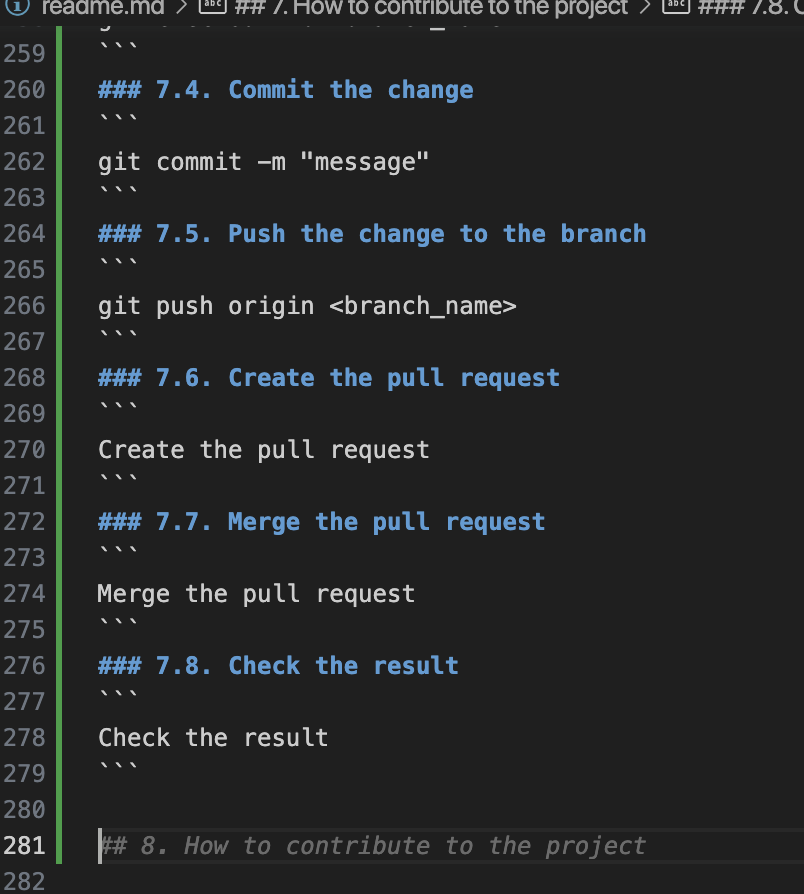 readme.md > ## 7. How to contribute to the project > ### 7.8. C
259 ```
260 ### 7.4. Commit the change
261 ```
262 git commit -m "message"
263 ```
264 ### 7.5. Push the change to the branch
265 ```
266 git push origin <branch_name>
267 ```
268 ### 7.6. Create the pull request
269 ```
270 Create the pull request
271 ```
272 ### 7.7. Merge the pull request
273 ```
274 Merge the pull request
275 ```
276 ### 7.8. Check the result
277 ```
278 Check the result
279 ```
280
281 ## 8. How to contribute to the project
282